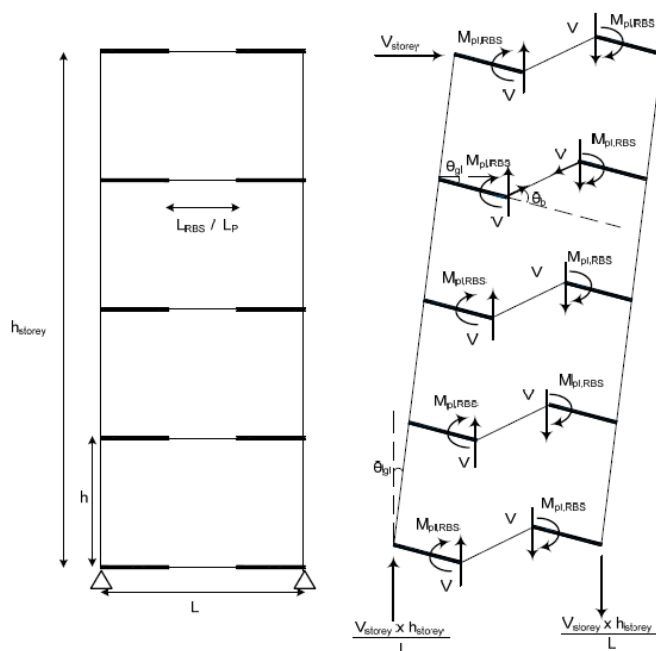 M_pl,RBS
V_storey
M_pl,RBS
V
V
M_pl,RBS
M_pl,RBS
V
θ_gl
θ_b
V
L_RBS / L_P
M_pl,RBS
M_pl,RBS
V
V
h_storey
M_pl,RBS
M_pl,RBS
V
V
h
θ_gl
M_pl,RBS
M_pl,RBS
V
V
L
V_storey x h_storey
L
V_storey x h_storey
L